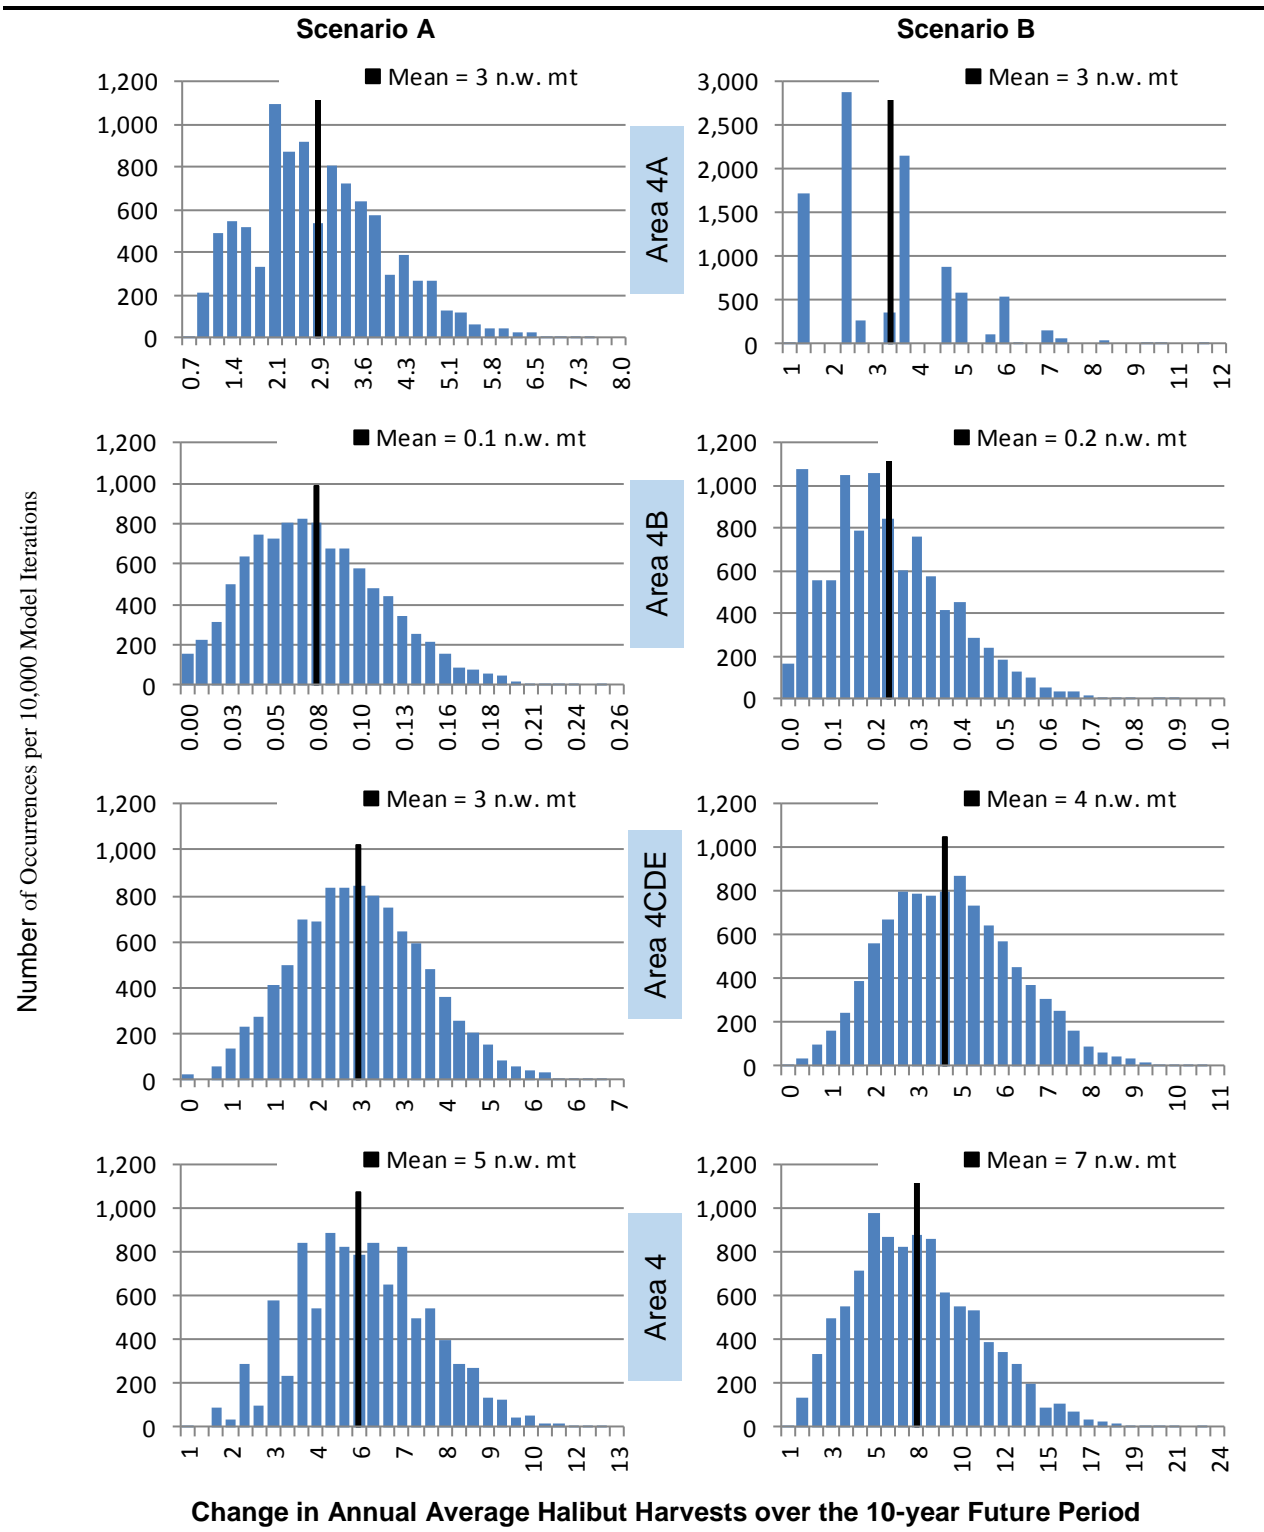 Scenario A
Scenario B
Number of Occurrences per 10,000 Model Iterations
Mean = 3 n.w. mt
1,200
1,000
800
600
400
200
0
0.7 1.4 2.1 2.9 3.6 4.3 5.1 5.8 6.5 7.3 8.0
Area 4A
Mean = 3 n.w. mt
3,000
2,500
2,000
1,500
1,000
500
0
1 2 3 4 5 6 7 8 9 11 12
Mean = 0.1 n.w. mt
1,200
1,000
800
600
400
200
0
0.00 0.03 0.05 0.08 0.10 0.13 0.16 0.18 0.21 0.24 0.26
Area 4B
Mean = 0.2 n.w. mt
1,200
1,000
800
600
400
200
0
0.0 0.1 0.2 0.3 0.4 0.5 0.6 0.7 0.8 0.9 1.0
Mean = 3 n.w. mt
1,200
1,000
800
600
400
200
0
0 1 1 2 3 3 4 5 6 6 7
Area 4CDE
Mean = 4 n.w. mt
1,200
1,000
800
600
400
200
0
0 1 2 3 5 6 7 8 9 10 11
Mean = 5 n.w. mt
1,200
1,000
800
600
400
200
0
1 2 3 4 6 7 8 9 10 12 13
Area 4
Mean = 7 n.w. mt
1,200
1,000
800
600
400
200
0
1 3 5 8 10 12 15 17 19 21 24
Change in Annual Average Halibut Harvests over the 10-year Future Period